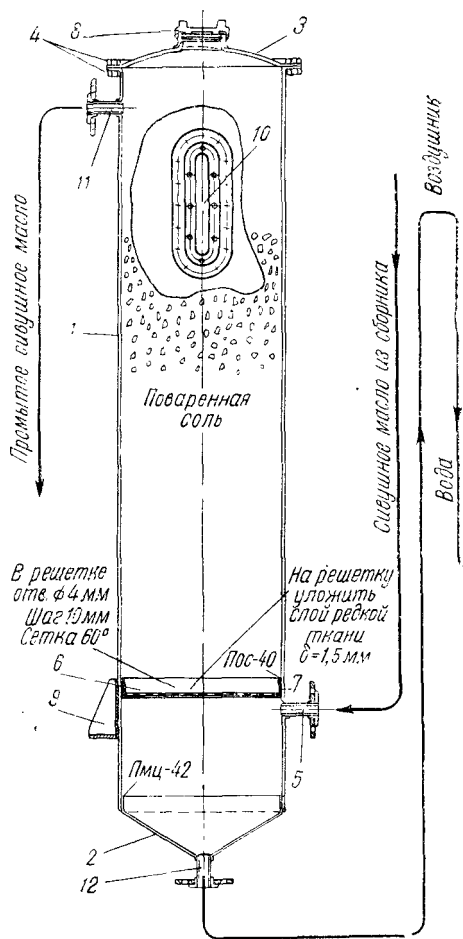 8
3
4
11
10
1
Промытое сивушное масло
Поваренная
соль
Сивушное масло из сборника
Воздушник
Вода
В решетке
отв. ф 4 мм
Шаг 10 мм
Сетка 60°
На решетку
уложить
слой редкой
ткани
δ=1,5 мм
Пос-40
6
7
9
5
Пмц-42
2
12